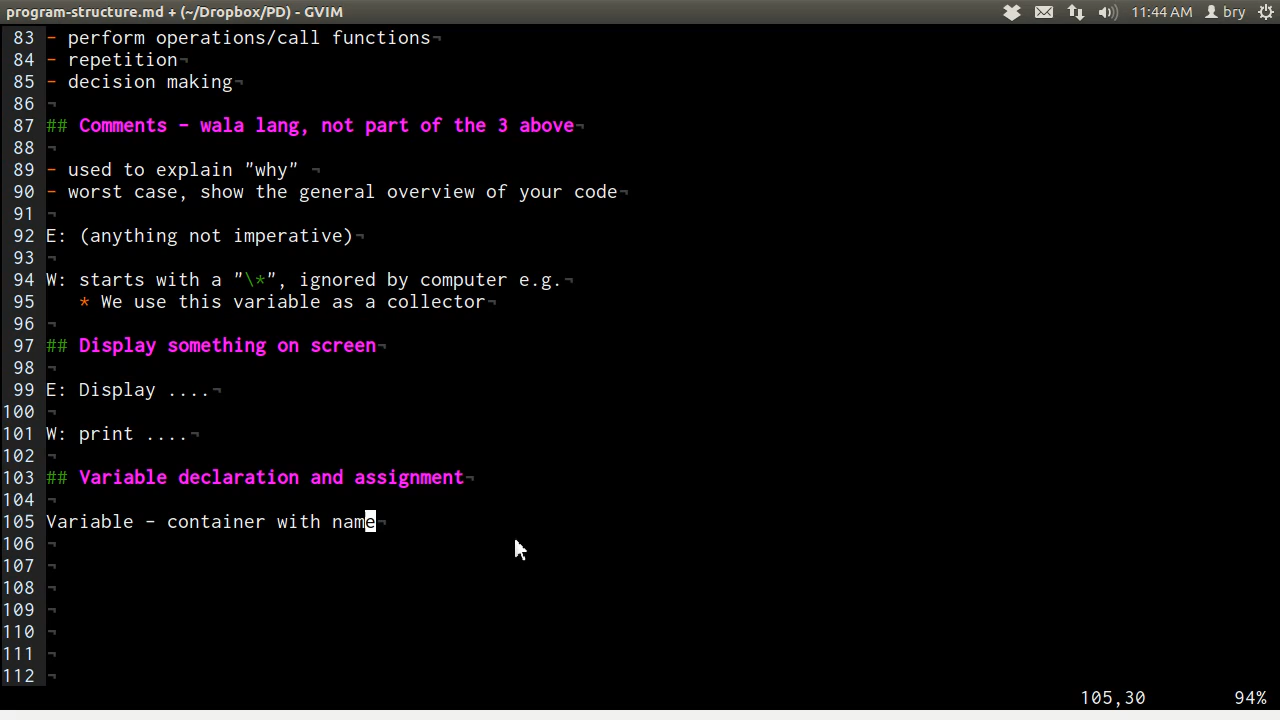 program-structure.md + (~/Dropbox/PD) - GVIM 11:44 AM bry
83 - perform operations/call functions¬
84 - repetition¬
85 - decision making¬
86 ¬
87 ## Comments - wala lang, not part of the 3 above¬
88 ¬
89 - used to explain "why" ¬
90 - worst case, show the general overview of your code¬
91 ¬
92 E: (anything not imperative)¬
93 ¬
94 W: starts with a "\*", ignored by computer e.g.¬
95    * We use this variable as a collector¬
96 ¬
97 ## Display something on screen¬
98 ¬
99 E: Display ....¬
100 ¬
101 W: print ....¬
102 ¬
103 ## Variable declaration and assignment¬
104 ¬
105 Variable - container with name¬
106 ¬
107 ¬
108 ¬
109 ¬
110 ¬
111 ¬
112 ¬
105,30 94%